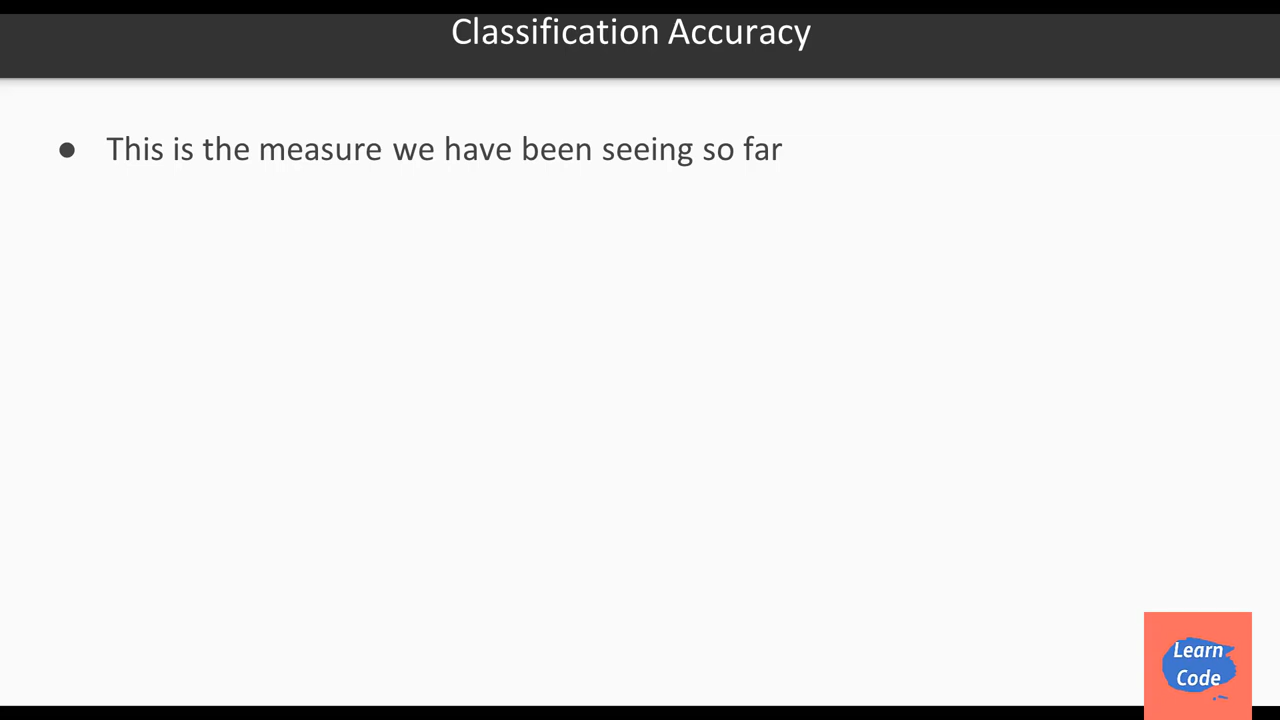 Classification Accuracy
● This is the measure we have been seeing so far
Learn
Code